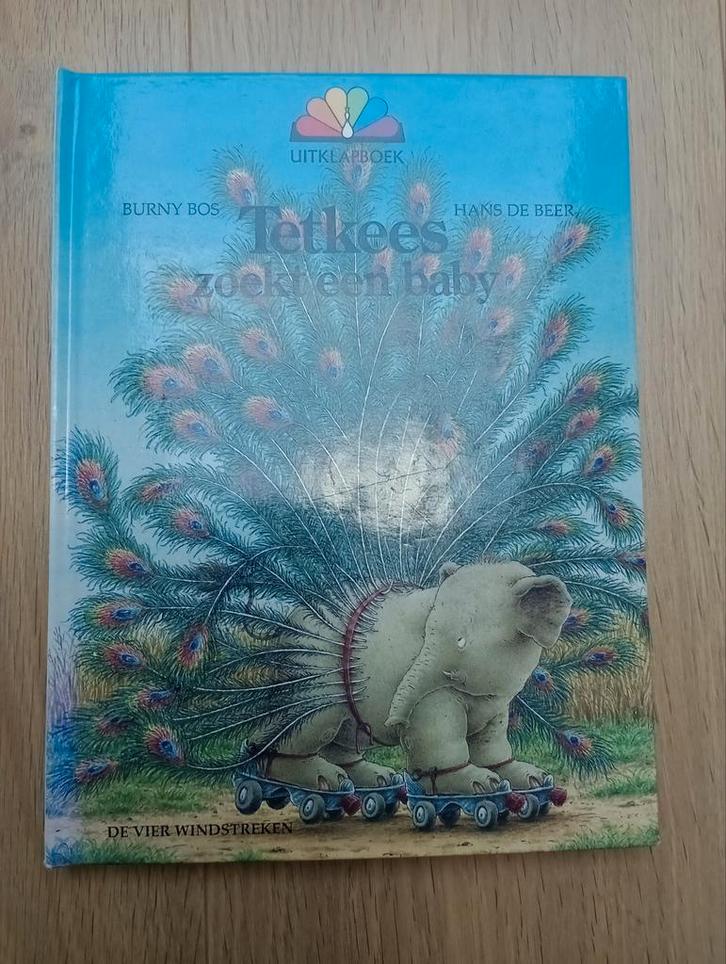 UITKLAPBOEK
BURNY BOS
HANS DE BEER
Tetkees
zoekt een baby
DE VIER WINDSTREKEN